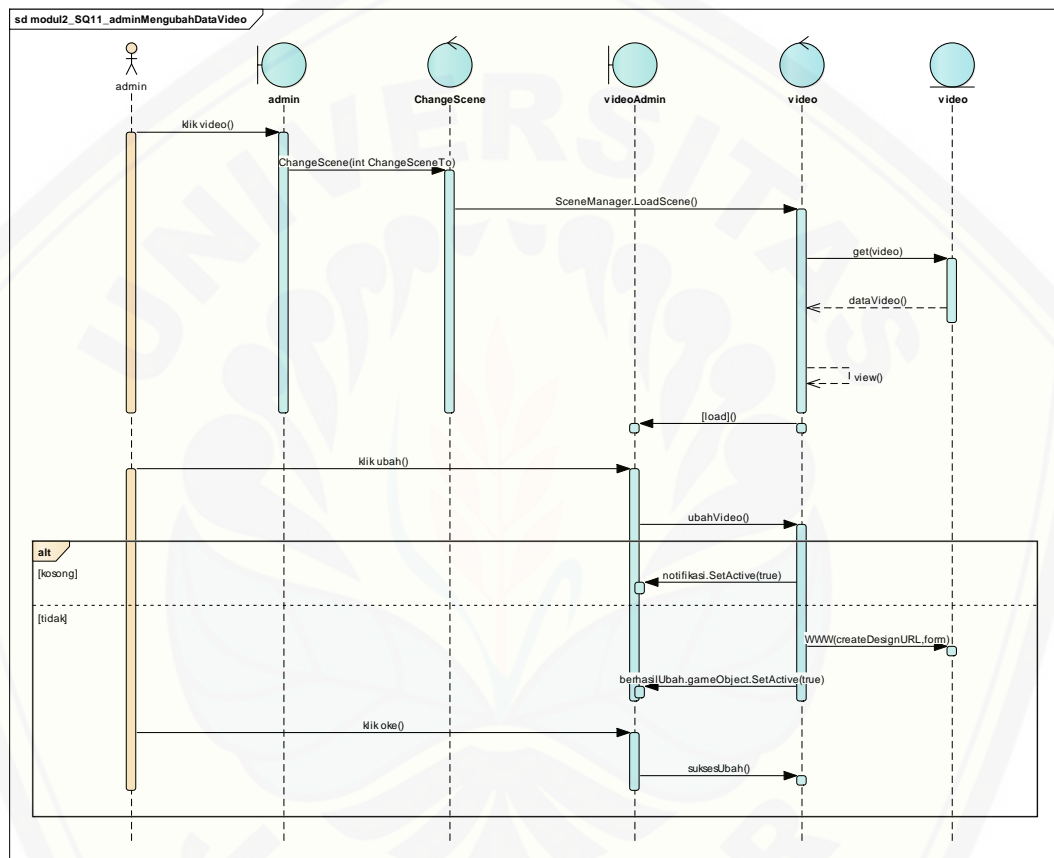 sd modul2_SQ11_adminMengubahDataVideo
admin
admin
ChangeScene
videoAdmin
video
video
klik video()
ChangeScene(int ChangeSceneTo)
SceneManager.LoadScene()
get(video)
dataVideo()
view()
[load]()
klik ubah()
ubahVideo()
alt
[kosong]
notifikasi.SetActive(true)
[tidak]
WWW(createDesignURL,form)
berhasilUbah.gameObject.SetActive(true)
klik oke()
suksesUbah()
UNIVERSITAS